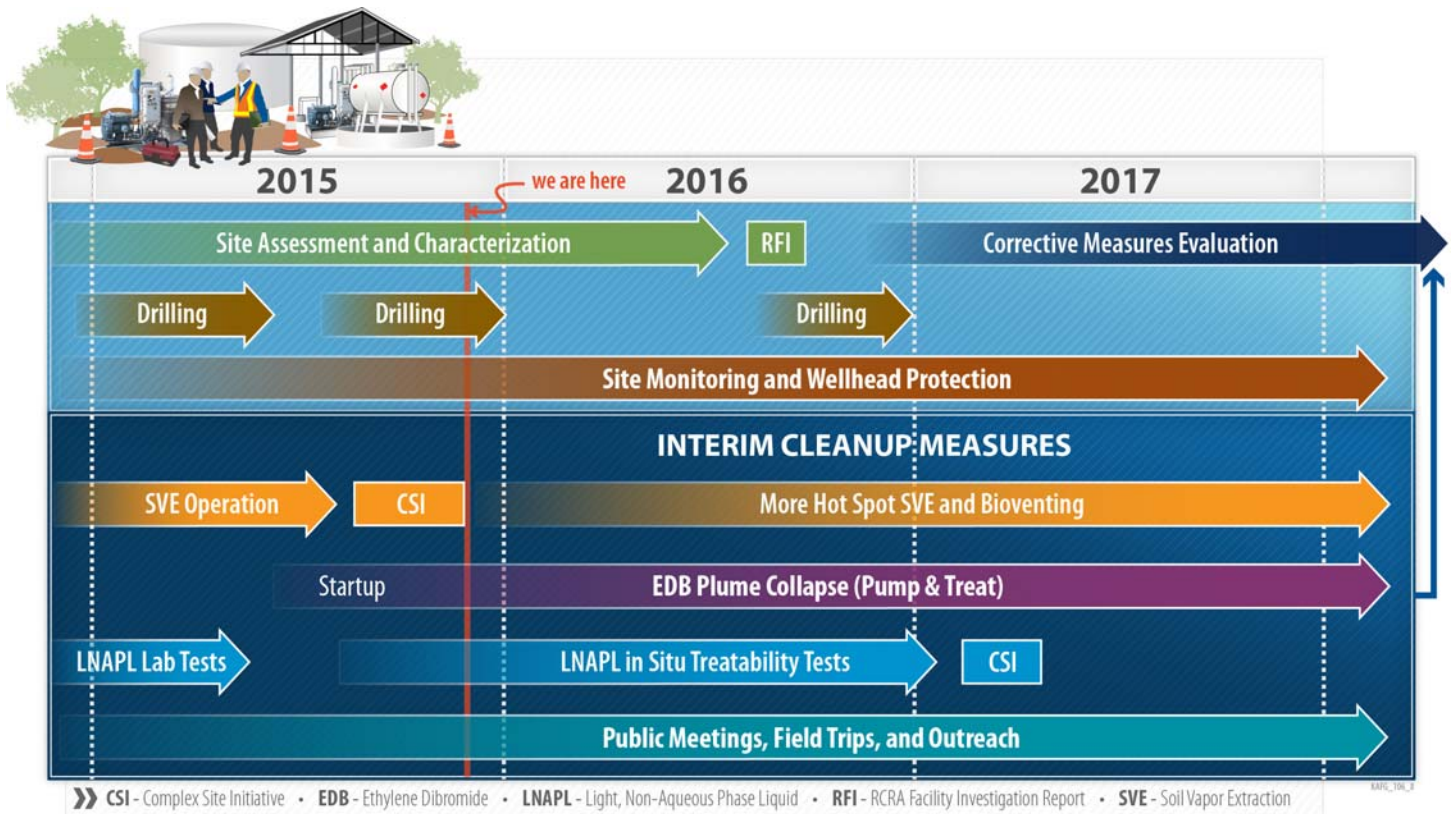 2015
we are here
2016
2017
Site Assessment and Characterization
RFI
Corrective Measures Evaluation
Drilling
Drilling
Drilling
Site Monitoring and Wellhead Protection
INTERIM CLEANUP MEASURES
SVE Operation
CSI
More Hot Spot SVE and Bioventing
Startup
EDB Plume Collapse (Pump & Treat)
LNAPL Lab Tests
LNAPL in Situ Treatability Tests
CSI
Public Meetings, Field Trips, and Outreach
CSI - Complex Site Initiative • EDB - Ethylene Dibromide • LNAPL - Light, Non-Aqueous Phase Liquid • RFI - RCRA Facility Investigation Report • SVE - Soil Vapor Extraction